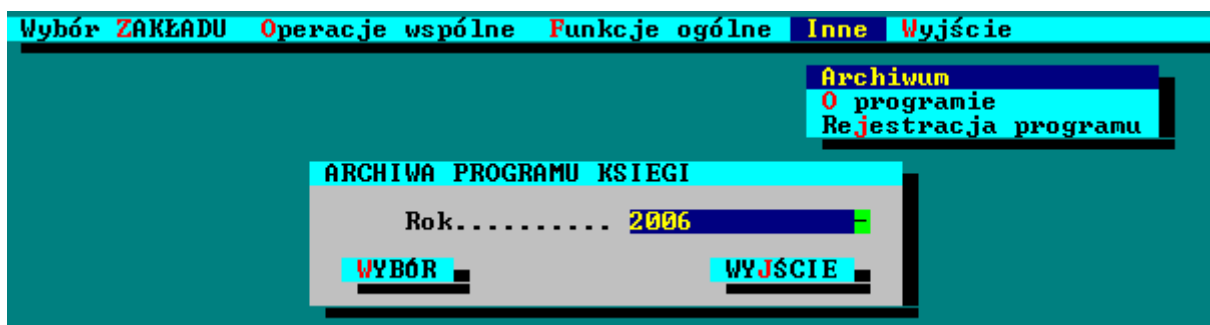 Wybór ZAKŁADU Operacje wspólne Funkcje ogólne Inne Wyjście
Archiwum
O programie
Rejestracja programu
ARCHIWA PROGRAMU KSIEGI
Rok.......... 2006
WYBÓR WYJŚCIE